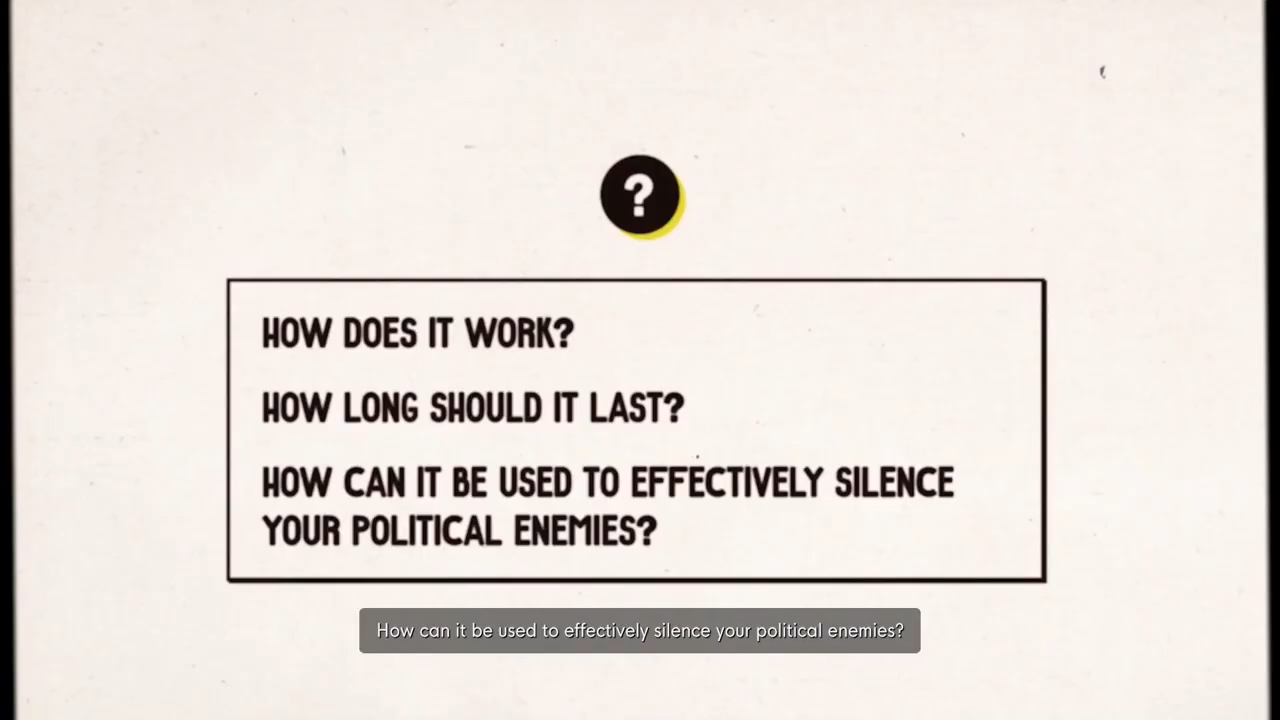 ?
HOW DOES IT WORK?
HOW LONG SHOULD IT LAST?
HOW CAN IT BE USED TO EFFECTIVELY SILENCE
YOUR POLITICAL ENEMIES?
How can it be used to effectively silence your political enemies?